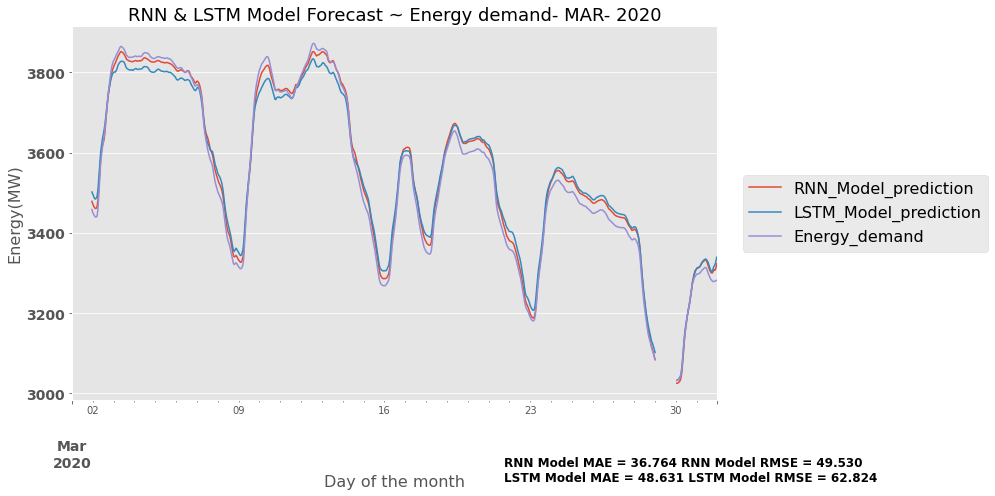 RNN & LSTM Model Forecast ~ Energy demand- MAR- 2020
Energy(MW)
3800
3600
3400
3200
3000
02 09 16 23 30
Mar
2020
Day of the month
RNN_Model_prediction
LSTM_Model_prediction
Energy_demand
RNN Model MAE = 36.764 RNN Model RMSE = 49.530
LSTM Model MAE = 48.631 LSTM Model RMSE = 62.824